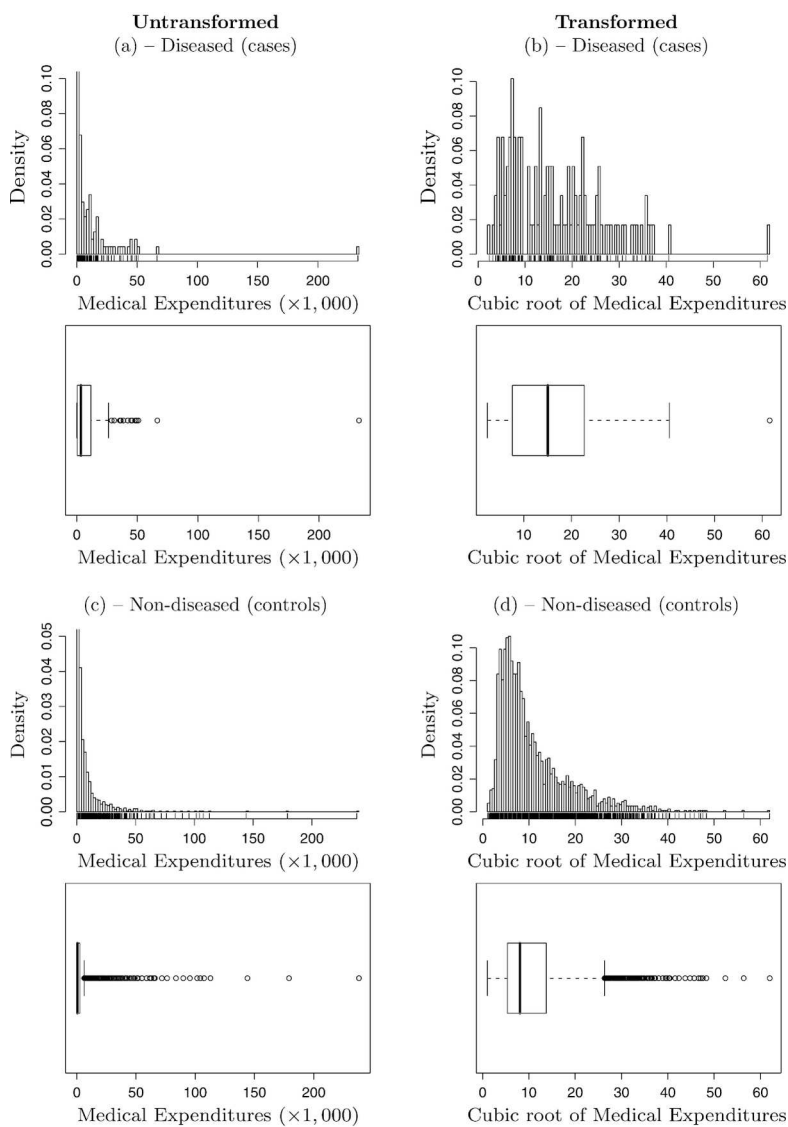 Untransformed
(a) – Diseased (cases)
Density
0.00 0.02 0.04 0.06 0.08 0.10
0 50 100 150 200
Medical Expenditures (×1,000)
0 50 100 150 200
Medical Expenditures (×1,000)
Transformed
(b) – Diseased (cases)
Density
0.00 0.02 0.04 0.06 0.08 0.10
0 10 20 30 40 50 60
Cubic root of Medical Expenditures
10 20 30 40 50 60
Cubic root of Medical Expenditures
(c) – Non-diseased (controls)
Density
0.00 0.01 0.02 0.03 0.04 0.05
0 50 100 150 200
Medical Expenditures (×1,000)
0 50 100 150 200
Medical Expenditures (×1,000)
(d) – Non-diseased (controls)
Density
0.00 0.02 0.04 0.06 0.08 0.10
0 10 20 30 40 50 60
Cubic root of Medical Expenditures
0 10 20 30 40 50 60
Cubic root of Medical Expenditures